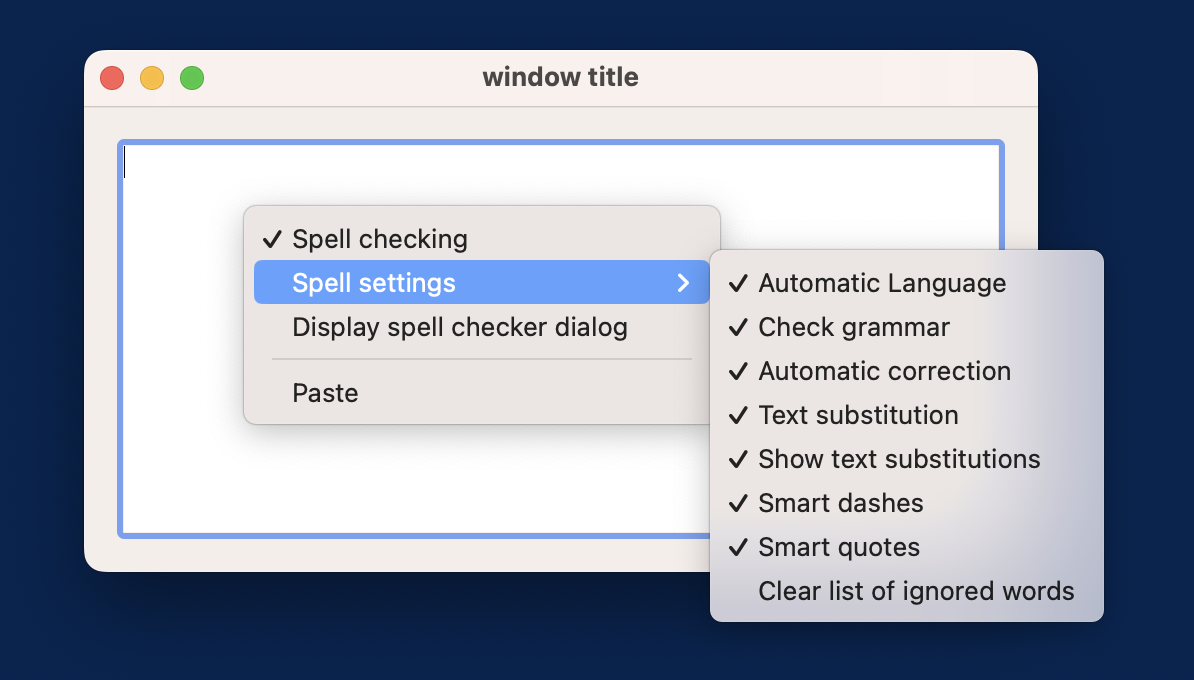 window title
Spell checking
Spell settings
Display spell checker dialog
Paste
Automatic Language
Check grammar
Automatic correction
Text substitution
Show text substitutions
Smart dashes
Smart quotes
Clear list of ignored words